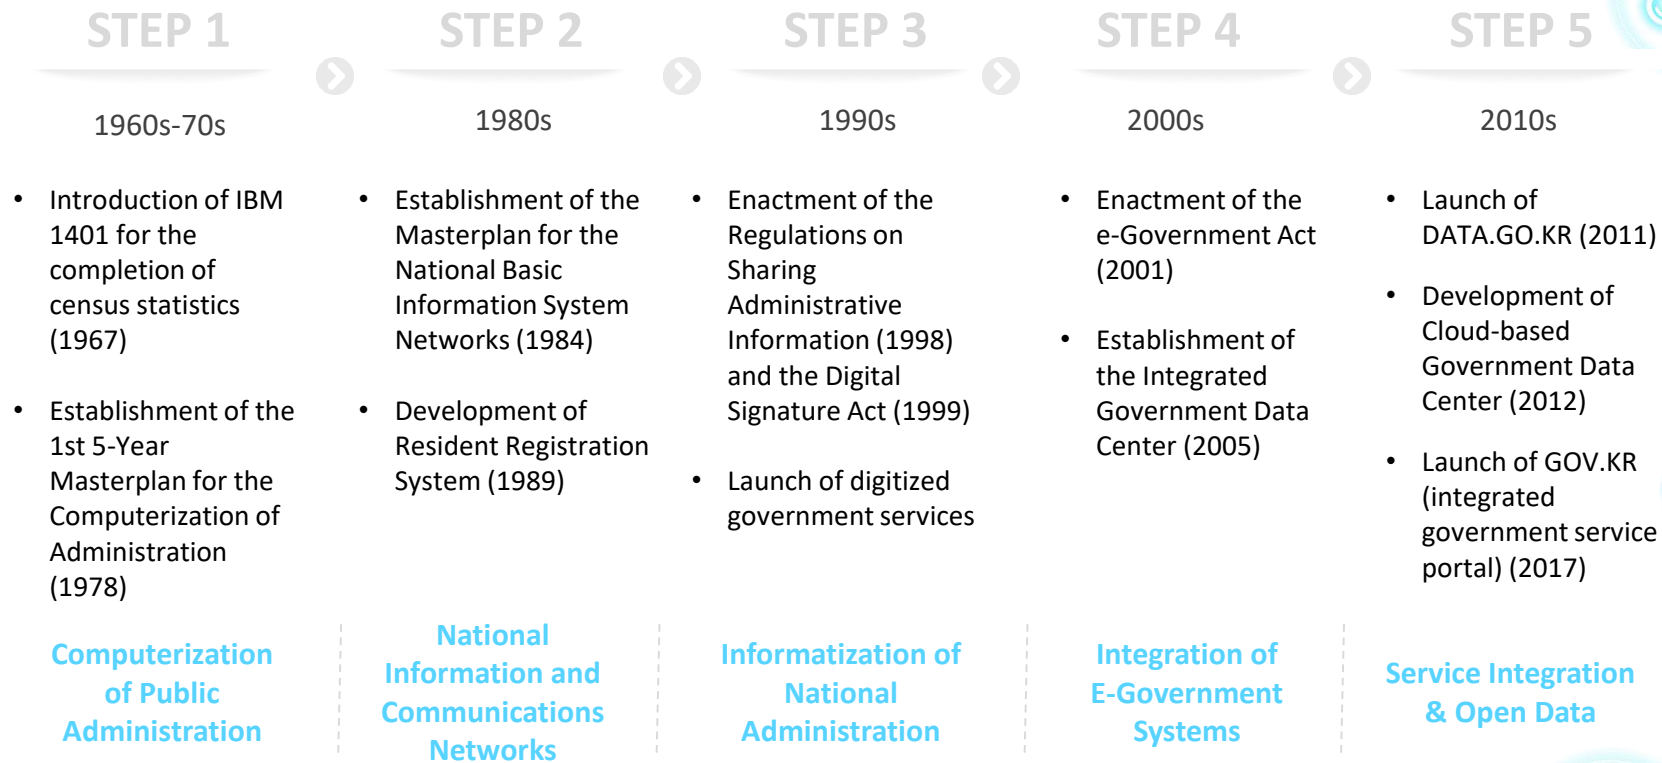 STEP 1
1960s-70s
• Introduction of IBM
1401 for the
completion of
census statistics
(1967)
• Establishment of the
1st 5-Year
Masterplan for the
Computerization of
Administration
(1978)
Computerization
of Public
Administration
STEP 2
1980s
• Establishment of the
Masterplan for the
National Basic
Information System
Networks (1984)
• Development of
Resident Registration
System (1989)
National
Information and
Communications
Networks
STEP 3
1990s
• Enactment of the
Regulations on
Sharing
Administrative
Information (1998)
and the Digital
Signature Act (1999)
• Launch of digitized
government services
Informatization of
National
Administration
STEP 4
2000s
• Enactment of the
e-Government Act
(2001)
• Establishment of
the Integrated
Government Data
Center (2005)
Integration of
E-Government
Systems
STEP 5
2010s
• Launch of
DATA.GO.KR (2011)
• Development of
Cloud-based
Government Data
Center (2012)
• Launch of GOV.KR
(integrated
government service
portal) (2017)
Service Integration
& Open Data